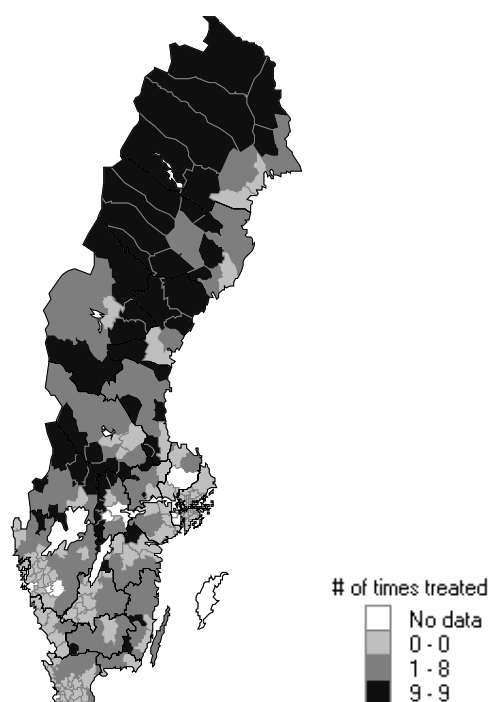 # of times treated
No data
0 - 0
1 - 8
9 - 9